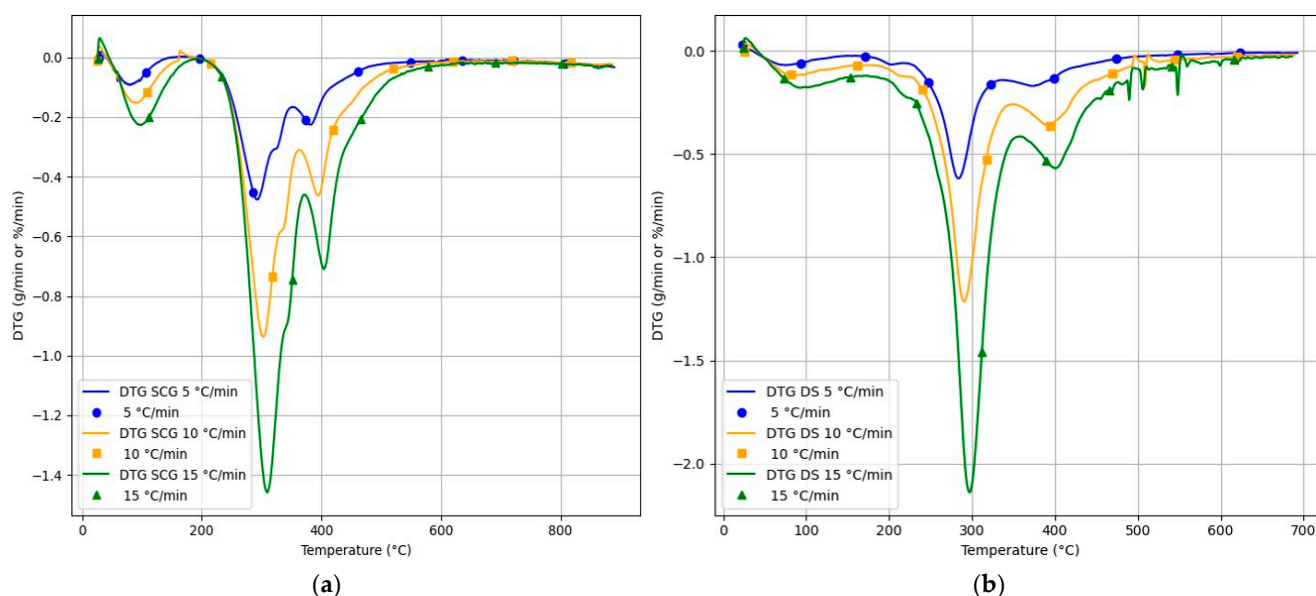 0.0
−0.2
−0.4
−0.6
−0.8
−1.0
−1.2
−1.4
DTG (g/min or %/min)
DTG SCG 5 °C/min
5 °C/min
DTG SCG 10 °C/min
10 °C/min
DTG SCG 15 °C/min
15 °C/min
0 200 400 600 800
Temperature (°C)
(a)
0.0
−0.5
−1.0
−1.5
−2.0
DTG (g/min or %/min)
DTG DS 5 °C/min
5 °C/min
DTG DS 10 °C/min
10 °C/min
DTG DS 15 °C/min
15 °C/min
0 100 200 300 400 500 600 700
Temperature (°C)
(b)